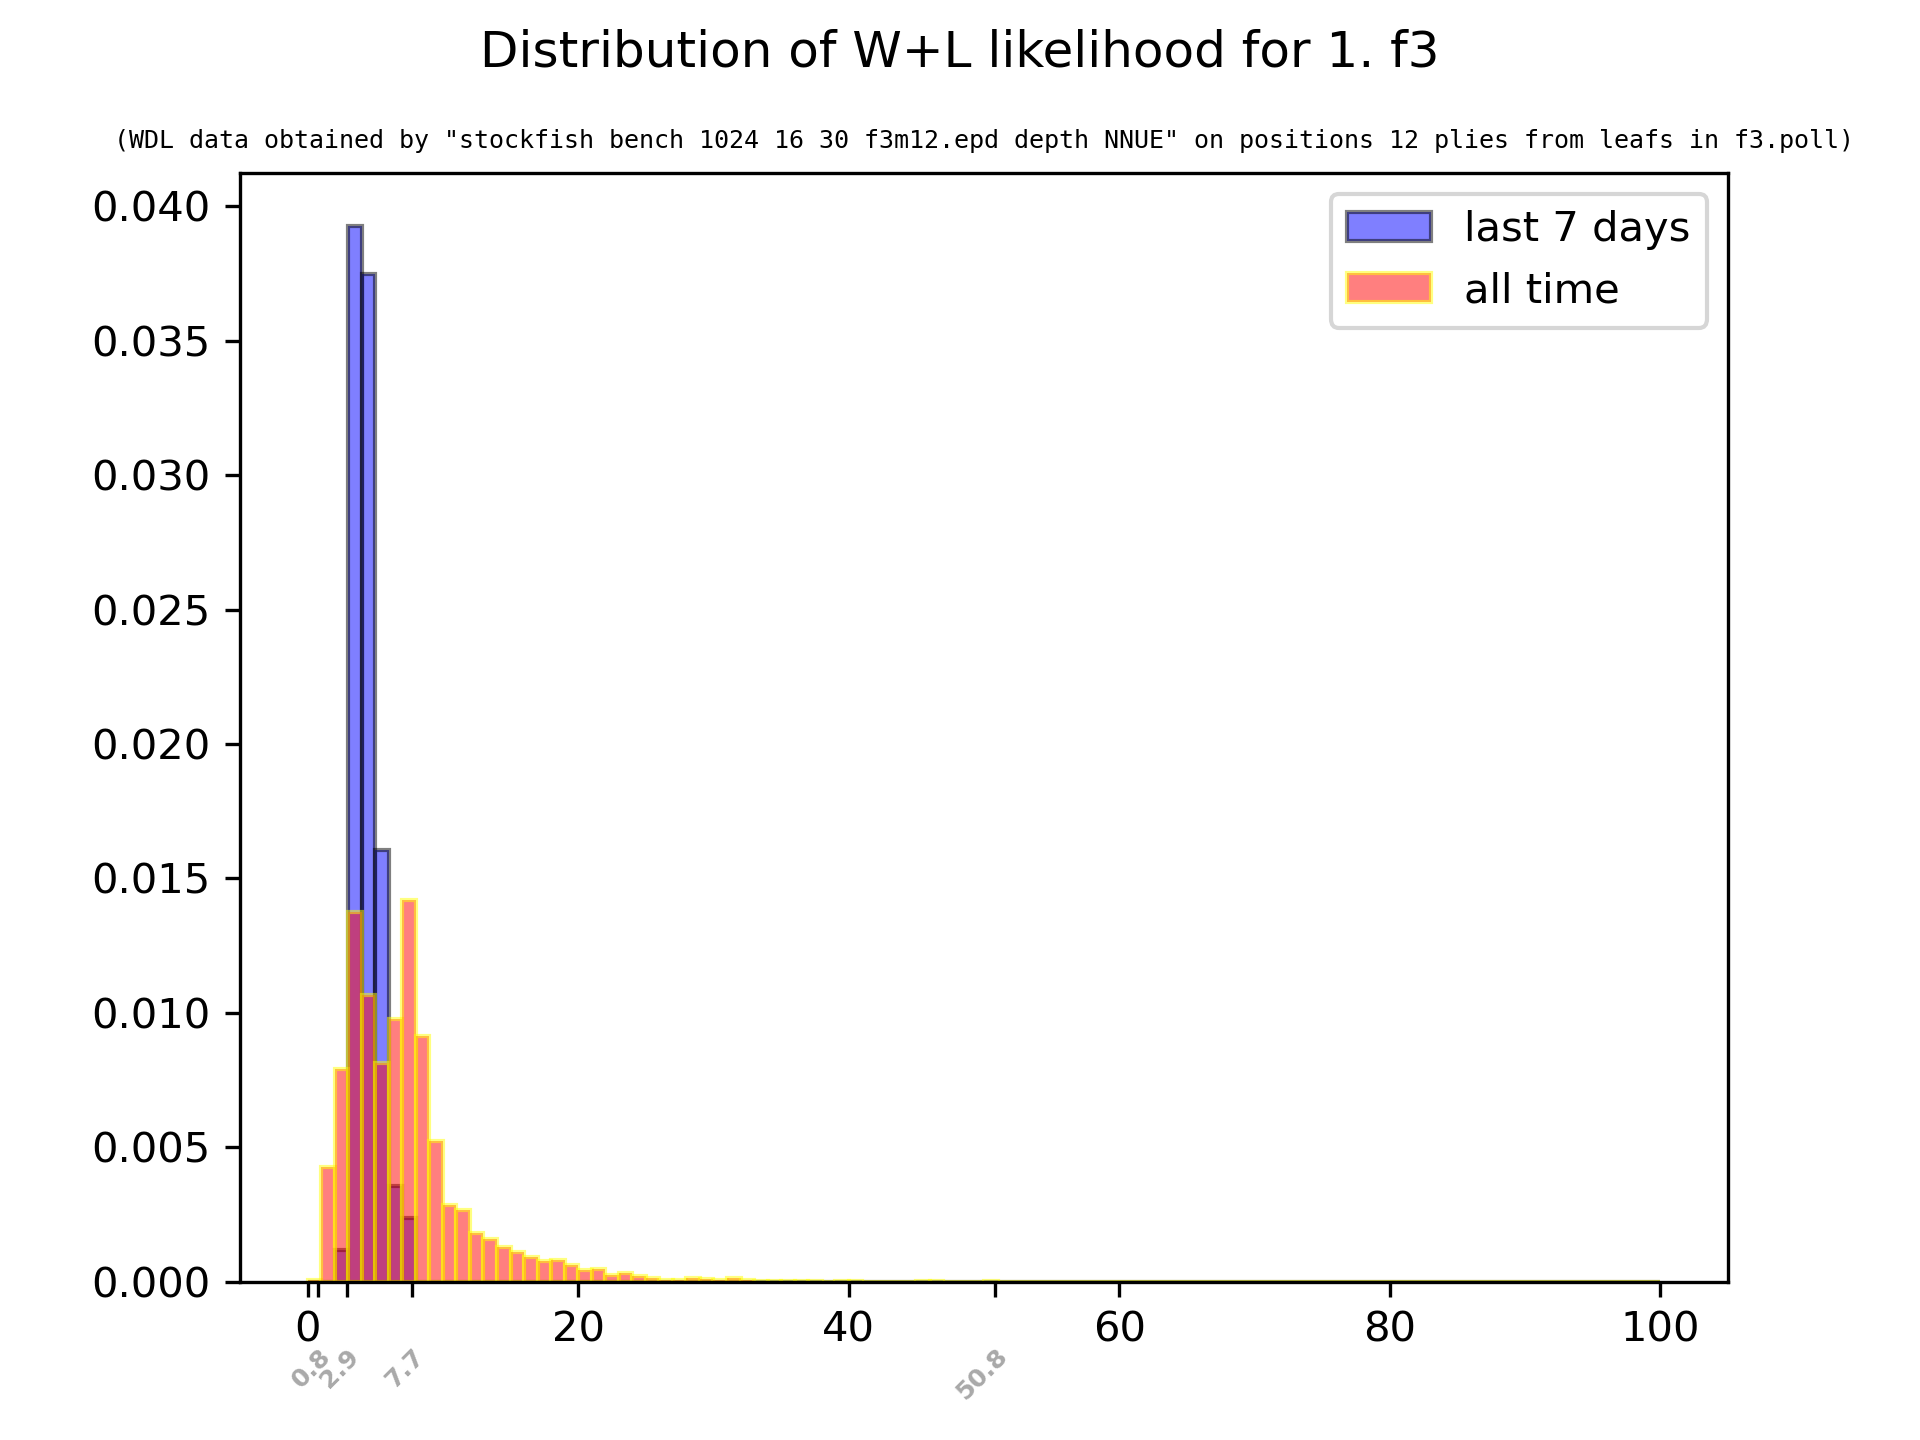 Distribution of W+L likelihood for 1. f3
(WDL data obtained by "stockfish bench 1024 16 30 f3m12.epd depth NNUE" on positions 12 plies from leafs in f3.poll)
last 7 days
all time
0.040
0.035
0.030
0.025
0.020
0.015
0.010
0.005
0.000
0 20 40 60 80 100
0.8 2.9 7.7 50.8